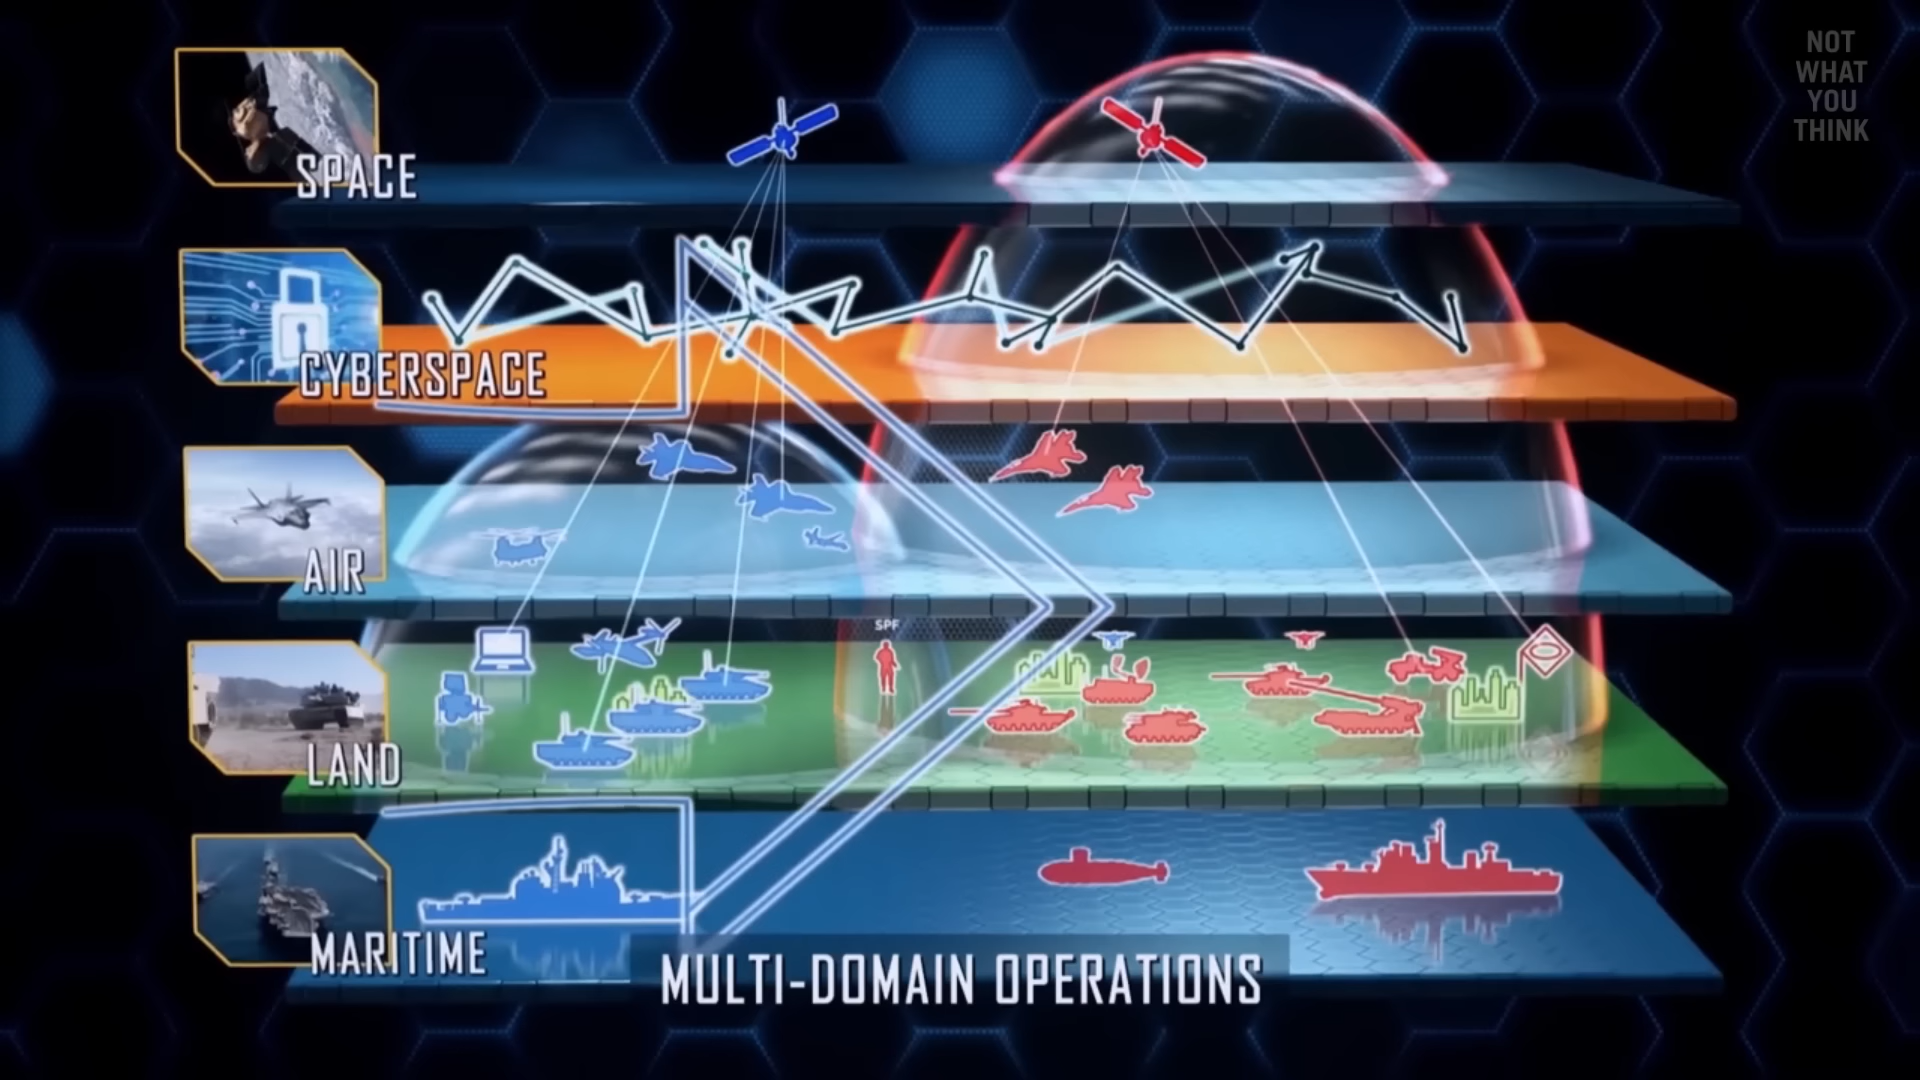 NOT
WHAT
YOU
THINK
SPACE
CYBERSPACE
AIR
SPF
LAND
MARITIME
MULTI-DOMAIN OPERATIONS